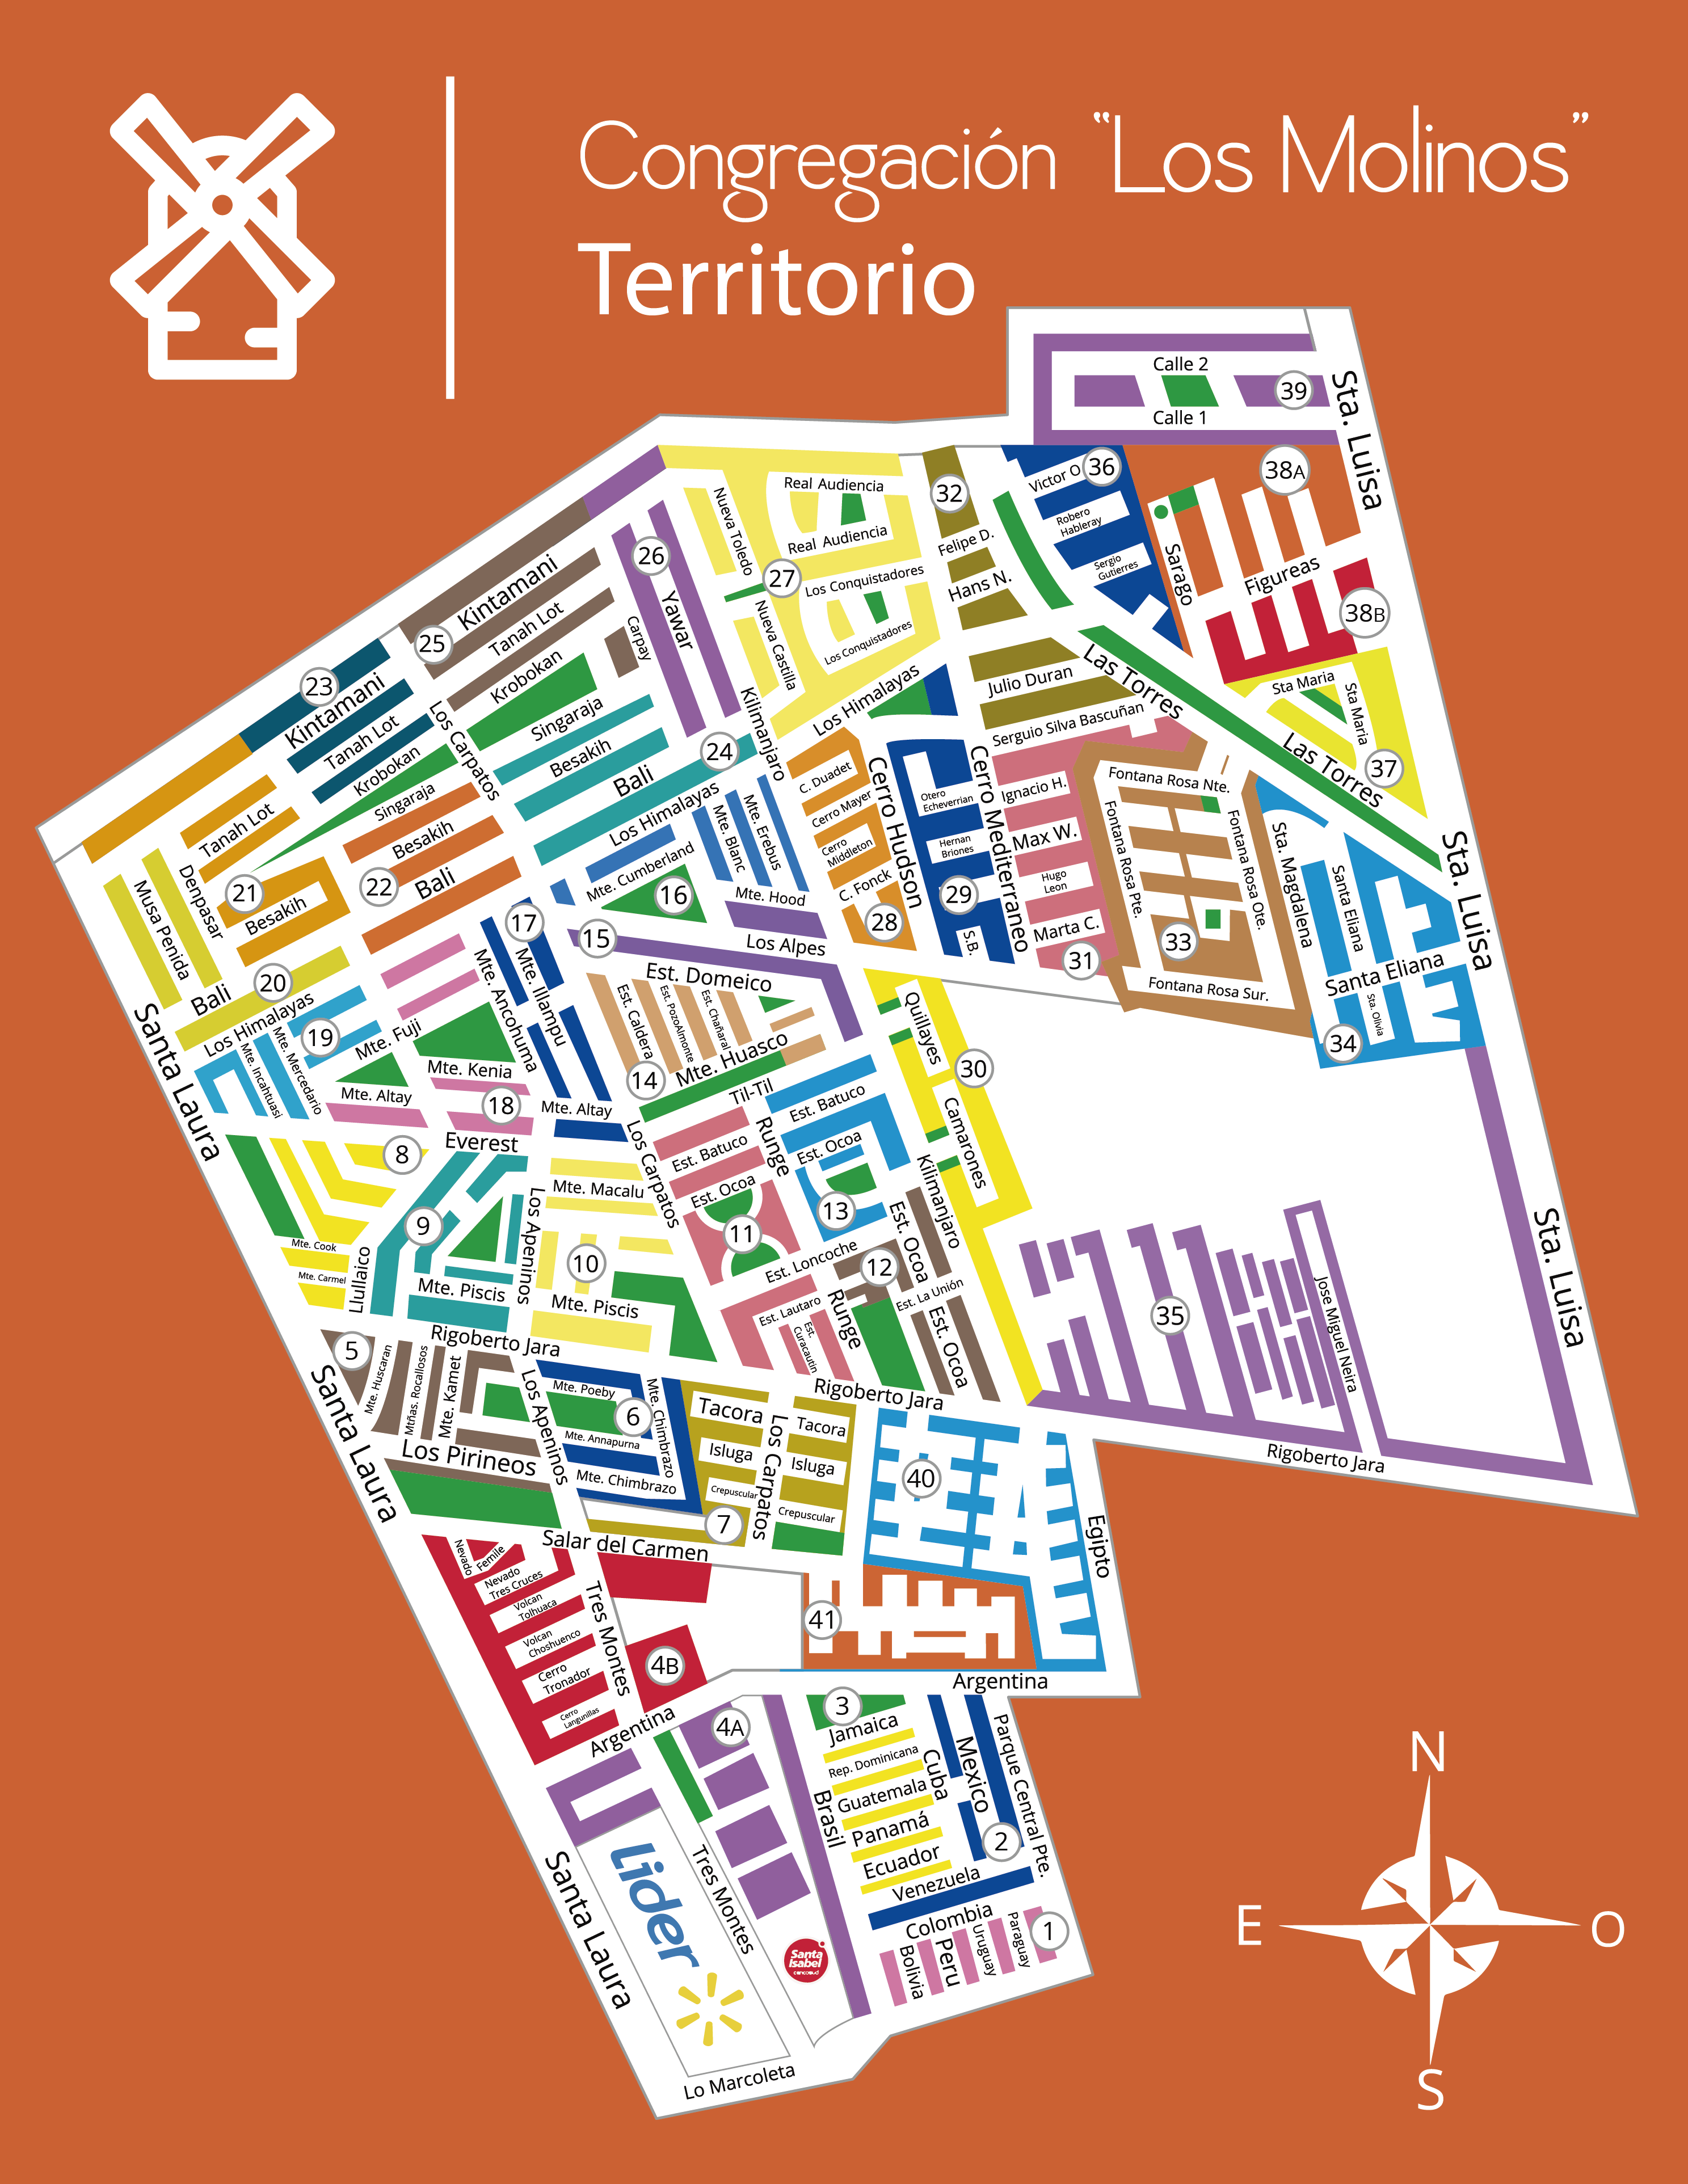 Congregación “Los Molinos”
Territorio
Calle 2
39
Calle 1
Sta. Luisa
38A
36
Victor O
Robero
Hableray
Sergio
Gutierres
Sarago
Figureas
38B
32
Felipe D.
Hans N.
Real Audiencia
Real Audiencia
Nueva Toledo
27
Los Conquistadores
Nueva Castilla
Los Conquistadores
26
Yawar
Kintamani
25
Tanah Lot
Carpay
Krobokan
23
Kintamani
Tanah Lot
Krobokan
Los Carpatos
Singaraja
Besakih
24
Bali
Kilimanjaro
Los Himalayas
Julio Duran
Las Torres
Serguio Silva Bascuñan
Sta Maria
Sta Maria
37
Las Torres
Singaraja
Tanah Lot
Besakih
22
Bali
21
Besakih
Denpasar
Musa Penida
20
Bali
Los Himalayas
Los Himalayas
Mte. Cumberland
Mte. Blanc
Mte. Erebus
16
Mte. Hood
15
Los Alpes
C. Duadet
Cerro Mayer
Cerro
Middleton
C. Fonck
28
Cerro Hudson
Otero
Echeverrian
Hernan
Briones
29
S.B.
Cerro Mediterraneo
Ignacio H.
Max W.
Hugo
Leon
Marta C.
31
Fontana Rosa Nte.
Fontana Rosa Pte.
Fontana Rosa Ote.
33
Fontana Rosa Sur.
Sta. Magdalena
Santa Eliana
Santa Eliana
Sta. Olivia
34
Sta. Luisa
Santa Laura
19
Mte. Mercedario
Mte. Incahtuasi
Mte. Fuji
Mte. Kenia
Mte. Altay
18
17
Mte. Illampu
Mte. Ancohuma
Mte. Altay
Everest
Est. Domeico
Est. Caldera
Est. PozoAlmonte
Est. Chañaral
14
Mte. Huasco
Til-Til
Quillayes
30
Camarones
Kilimanjaro
Est. Batuco
Est. Ocoa
13
Runge
Los Carpatos
Est. Batuco
Est. Ocoa
11
Est. Loncoche
12
Est. Ocoa
Est. La Unión
Est. Ocoa
Runge
Est. Lautaro
Est.
Curacautin
8
9
Mte. Cook
Mte. Carmel
Llulaico
Los Apeninos
Mte. Macalu
10
Mte. Piscis
Mte. Piscis
Rigoberto Jara
Rigoberto Jara
35
Jose Miguel Neira
Sta. Luisa
Rigoberto Jara
5
Mte. Huscaran
Mtñas. Rocallosos
Mte. Kamet
Los Apeninos
Los Pirineos
Santa Laura
Mte. Poeby
6
Mte. Annapurna
Mte. Chimbrazo
Mte. Chimbrazo
Tacora
Isluga
Crepuscular
7
Los Carpatos
Tacora
Isluga
Crepuscular
Salar del Carmen
40
Egipto
41
Argentina
Nevado
Femile
Nevado
Tres Cruces
Volcan
Tolhuaca
Volcan
Choshuenco
Cerro
Tronador
Cerro
Langunillas
Tres Montes
4B
Argentina
4A
3
Jamaica
Rep. Dominicana
Guatemala
Panamá
Ecuador
Venezuela
Colombia
Brasil
Cuba
Mexico
2
Parque Central Pte.
1
Bolivia
Peru
Uruguay
Paraguay
Lider
Tres Montes
Santa
Isabel
cencosud
Santa Laura
Lo Marcoleta
N
E
O
S